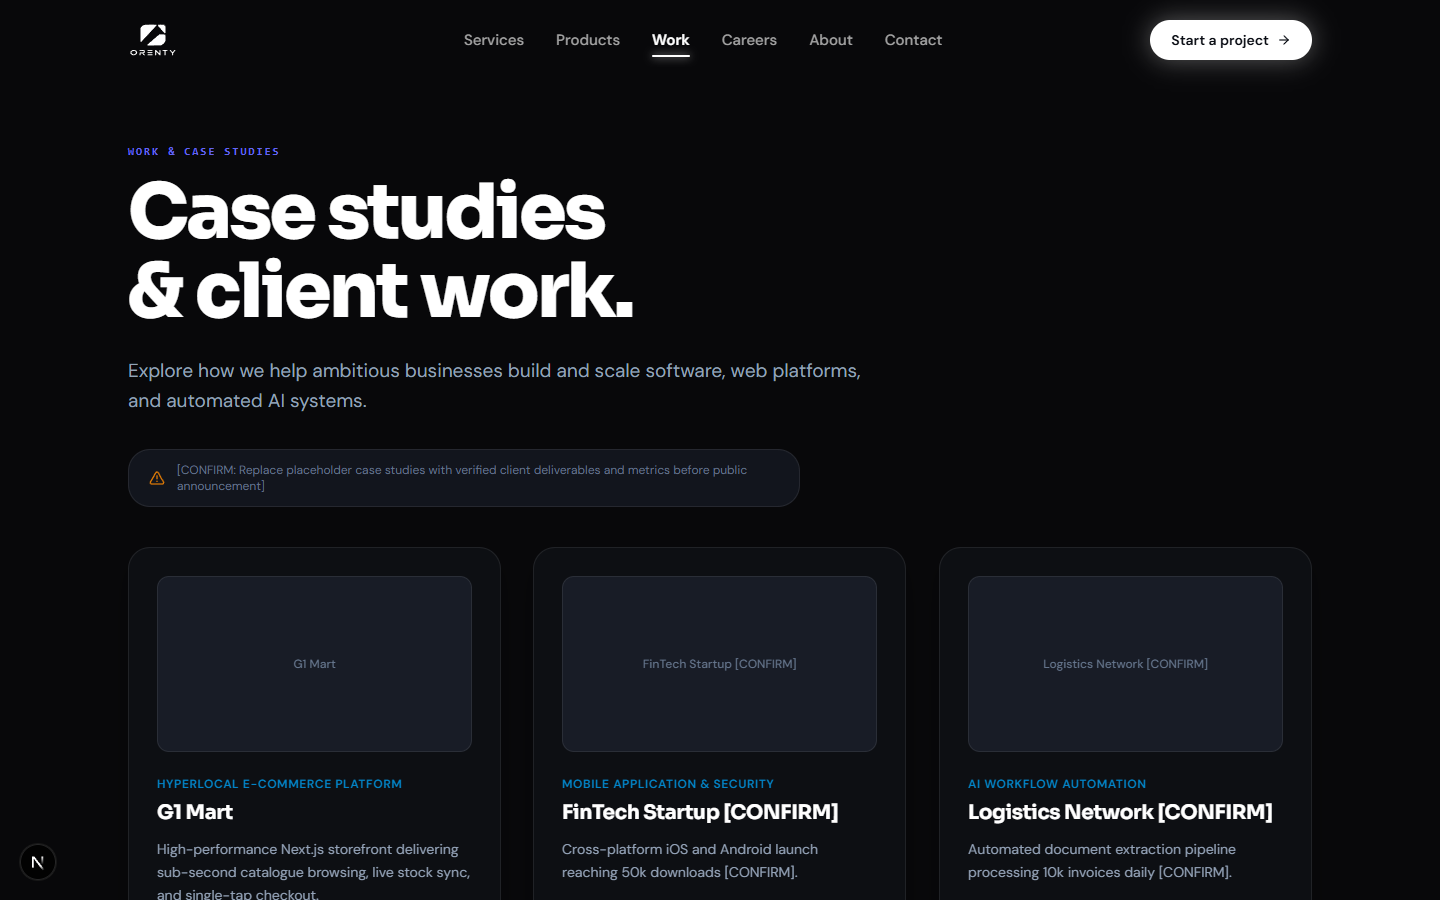 ORENTY
Services
Products
Work
Careers
About
Contact
Start a project
WORK & CASE STUDIES
Case studies
& client work.
Explore how we help ambitious businesses build and scale software, web platforms,
and automated AI systems.
[CONFIRM: Replace placeholder case studies with verified client deliverables and metrics before public
announcement]
G1 Mart
HYPERLOCAL E-COMMERCE PLATFORM
G1 Mart
High-performance Next.js storefront delivering
sub-second catalogue browsing, live stock sync,
and single-tap checkout.
FinTech Startup [CONFIRM]
MOBILE APPLICATION & SECURITY
FinTech Startup [CONFIRM]
Cross-platform iOS and Android launch
reaching 50k downloads [CONFIRM].
Logistics Network [CONFIRM]
AI WORKFLOW AUTOMATION
Logistics Network [CONFIRM]
Automated document extraction pipeline
processing 10k invoices daily [CONFIRM].
N